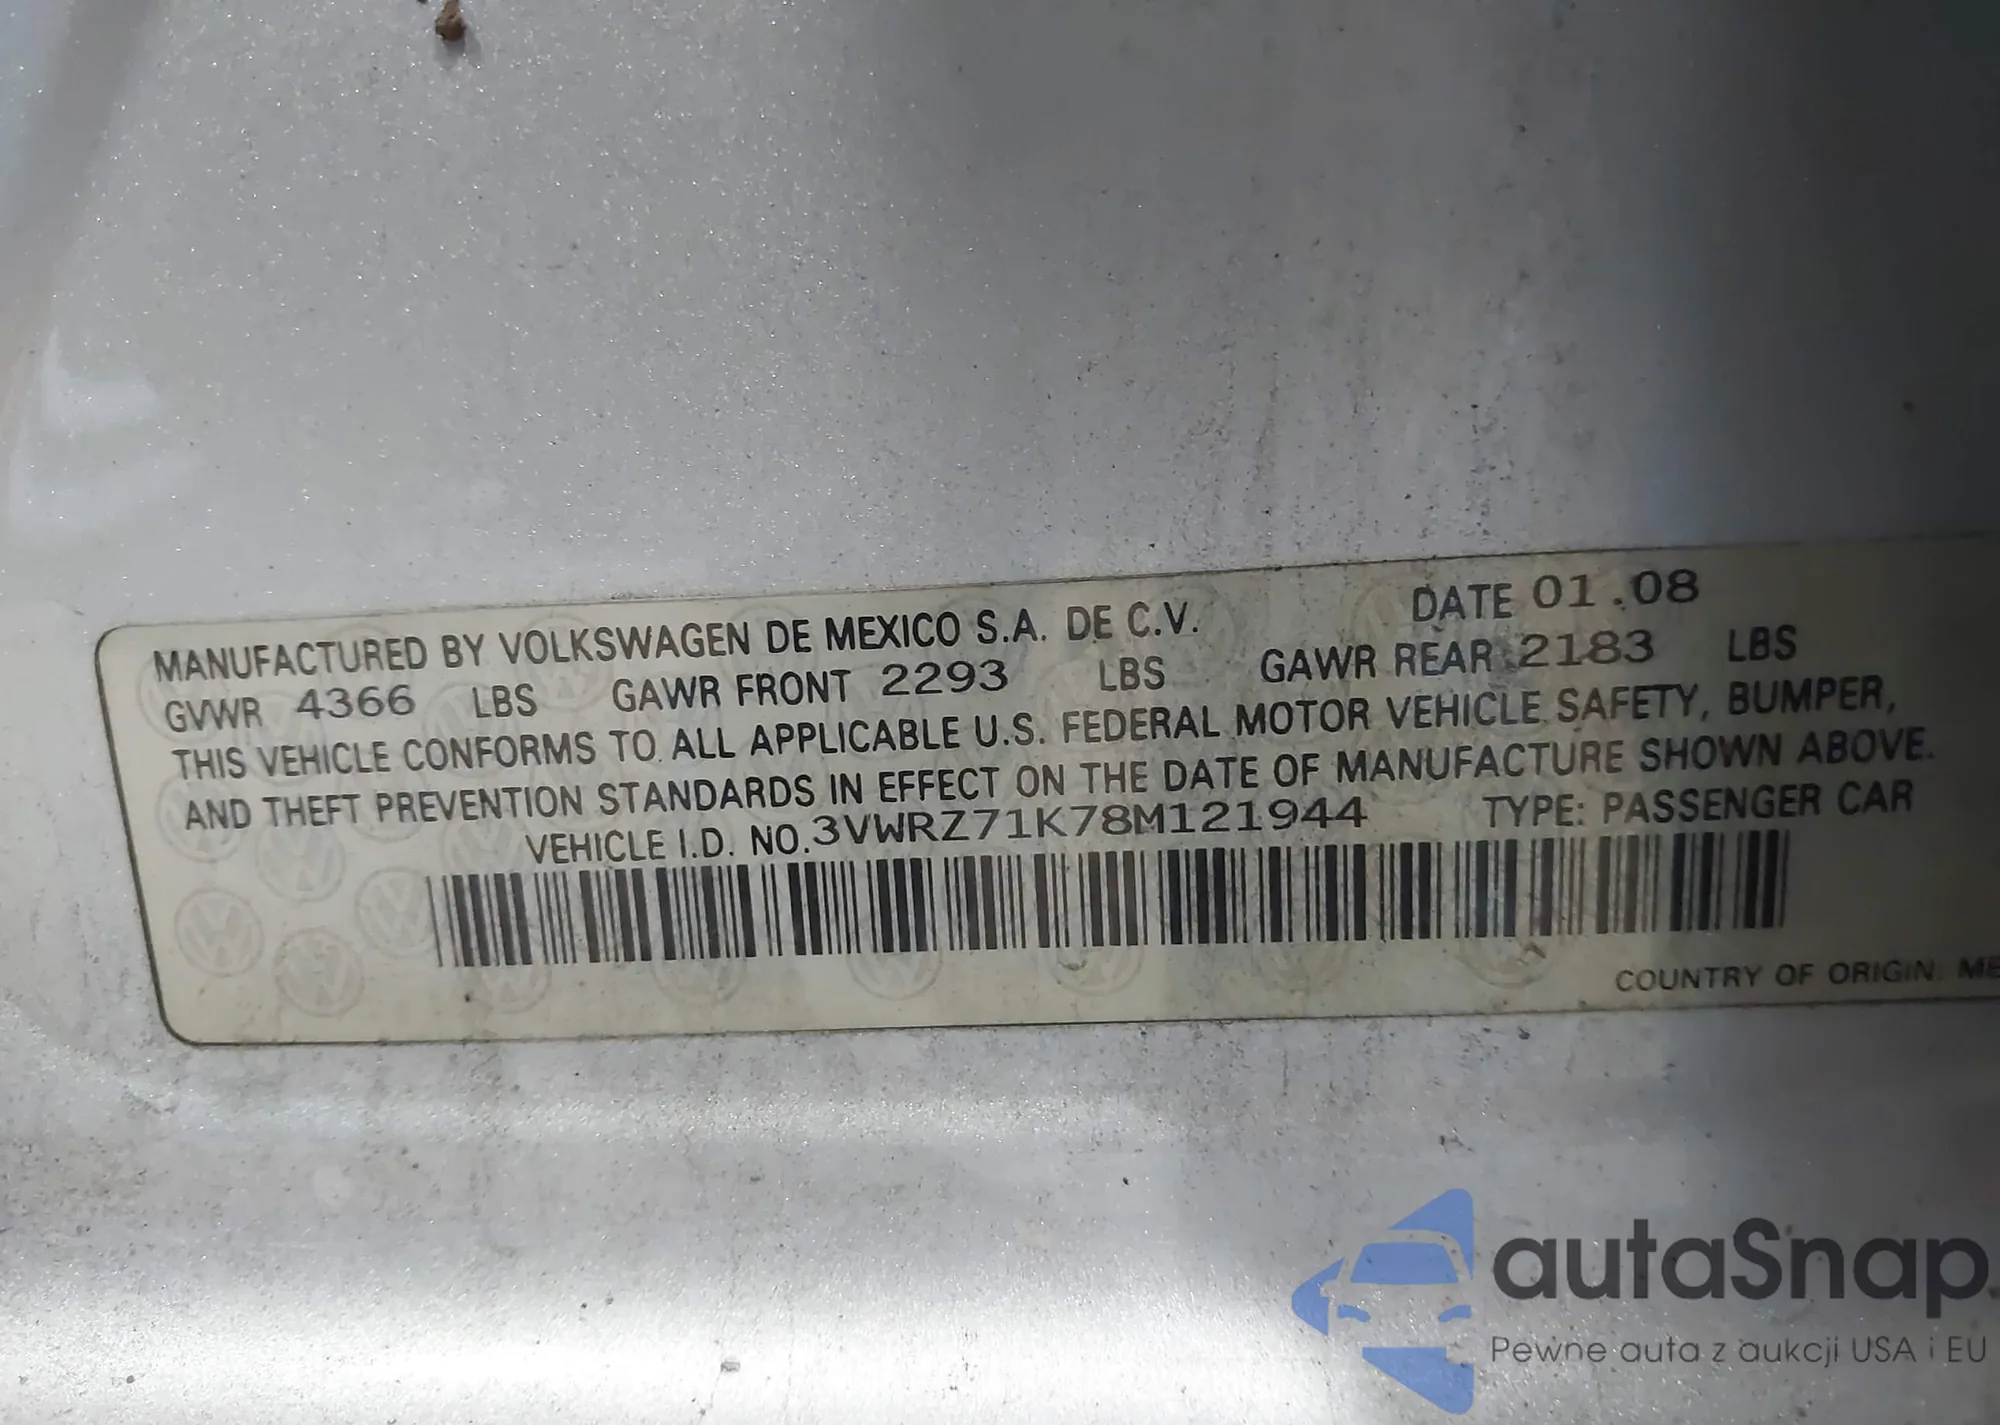 MANUFACTURED BY VOLKSWAGEN DE MEXICO S.A. DE C.V. DATE 01.08
GVWR 4366 LBS GAWR FRONT 2293 LBS GAWR REAR 2183 LBS
THIS VEHICLE CONFORMS TO ALL APPLICABLE U.S. FEDERAL MOTOR VEHICLE SAFETY, BUMPER,
AND THEFT PREVENTION STANDARDS IN EFFECT ON THE DATE OF MANUFACTURE SHOWN ABOVE.
VEHICLE I.D. NO. 3VWRZ71K78M121944 TYPE: PASSENGER CAR
COUNTRY OF ORIGIN: ME
autaSnap
Pewne auta z aukcji USA i EU